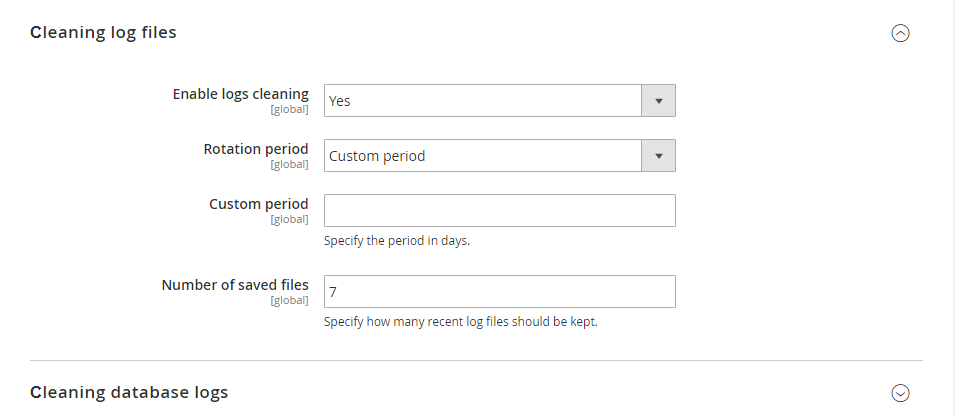 Cleaning log files
Enable logs cleaning
[global]
Yes
Rotation period
[global]
Custom period
Custom period
[global]
Specify the period in days.
Number of saved files
[global]
7
Specify how many recent log files should be kept.
Cleaning database logs